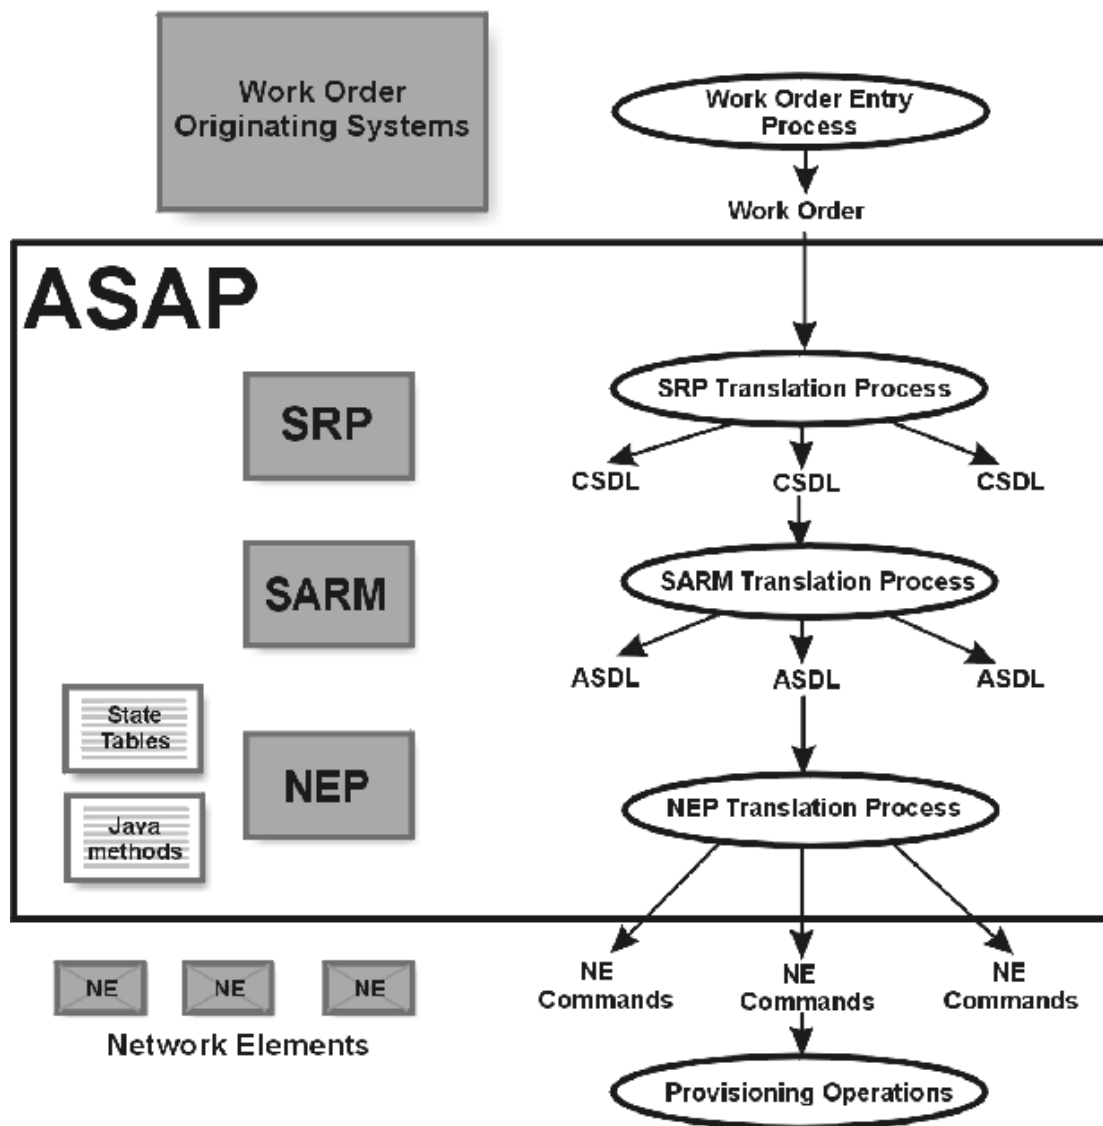 Work Order
Originating Systems
Work Order Entry
Process
Work Order
ASAP
SRP
SRP Translation Process
CSDL
CSDL
CSDL
SARM
SARM Translation Process
ASDL
ASDL
ASDL
State
Tables
Java
methods
NEP
NEP Translation Process
NE
NE
NE
Network Elements
NE
Commands
NE
Commands
NE
Commands
Provisioning Operations